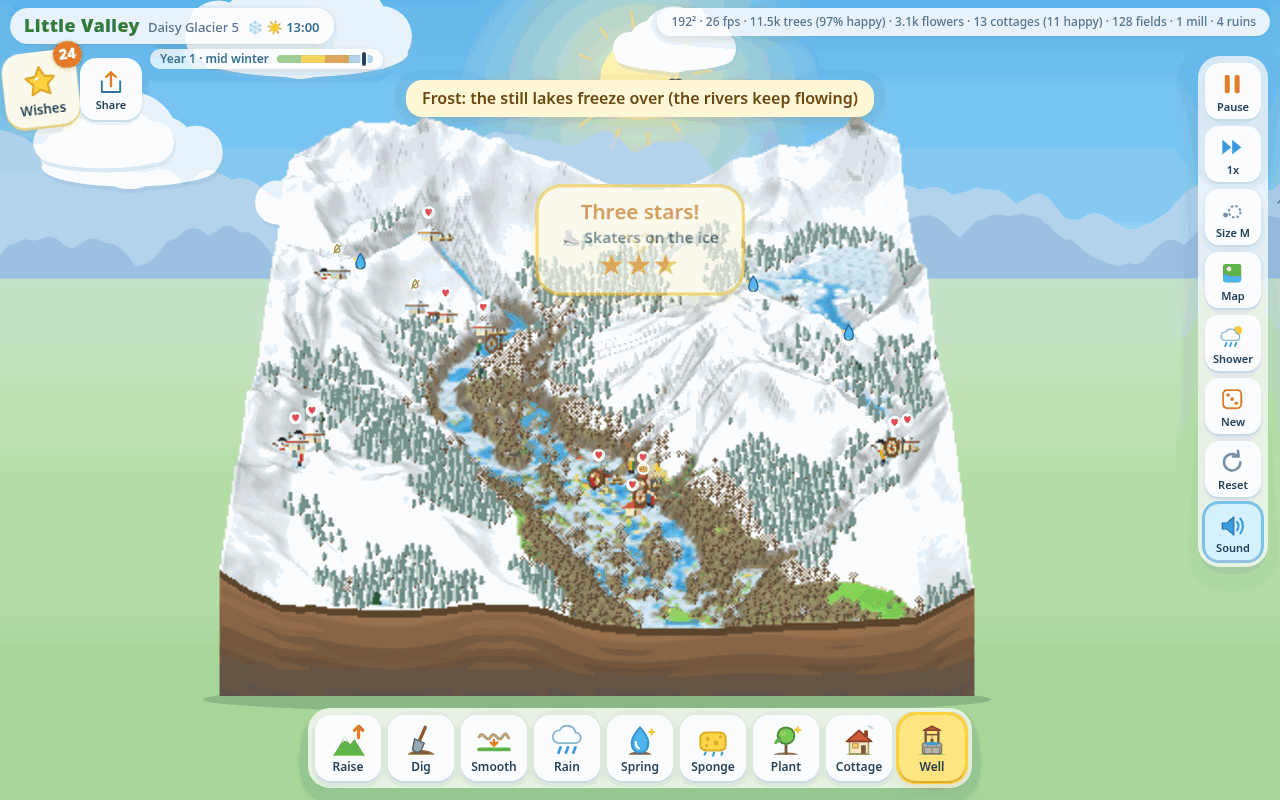 Little Valley Daisy Glacier 5 13:00
192² · 26 fps · 11.5k trees (97% happy) · 3.1k flowers · 13 cottages (11 happy) · 128 fields · 1 mill · 4 ruins
Year 1 · mid winter
24
Wishes
Share
Frost: the still lakes freeze over (the rivers keep flowing)
Three stars!
Skaters on the ice
Pause
1x
Size M
Map
Shower
New
Reset
Sound
Raise
Dig
Smooth
Rain
Spring
Sponge
Plant
Cottage
Well